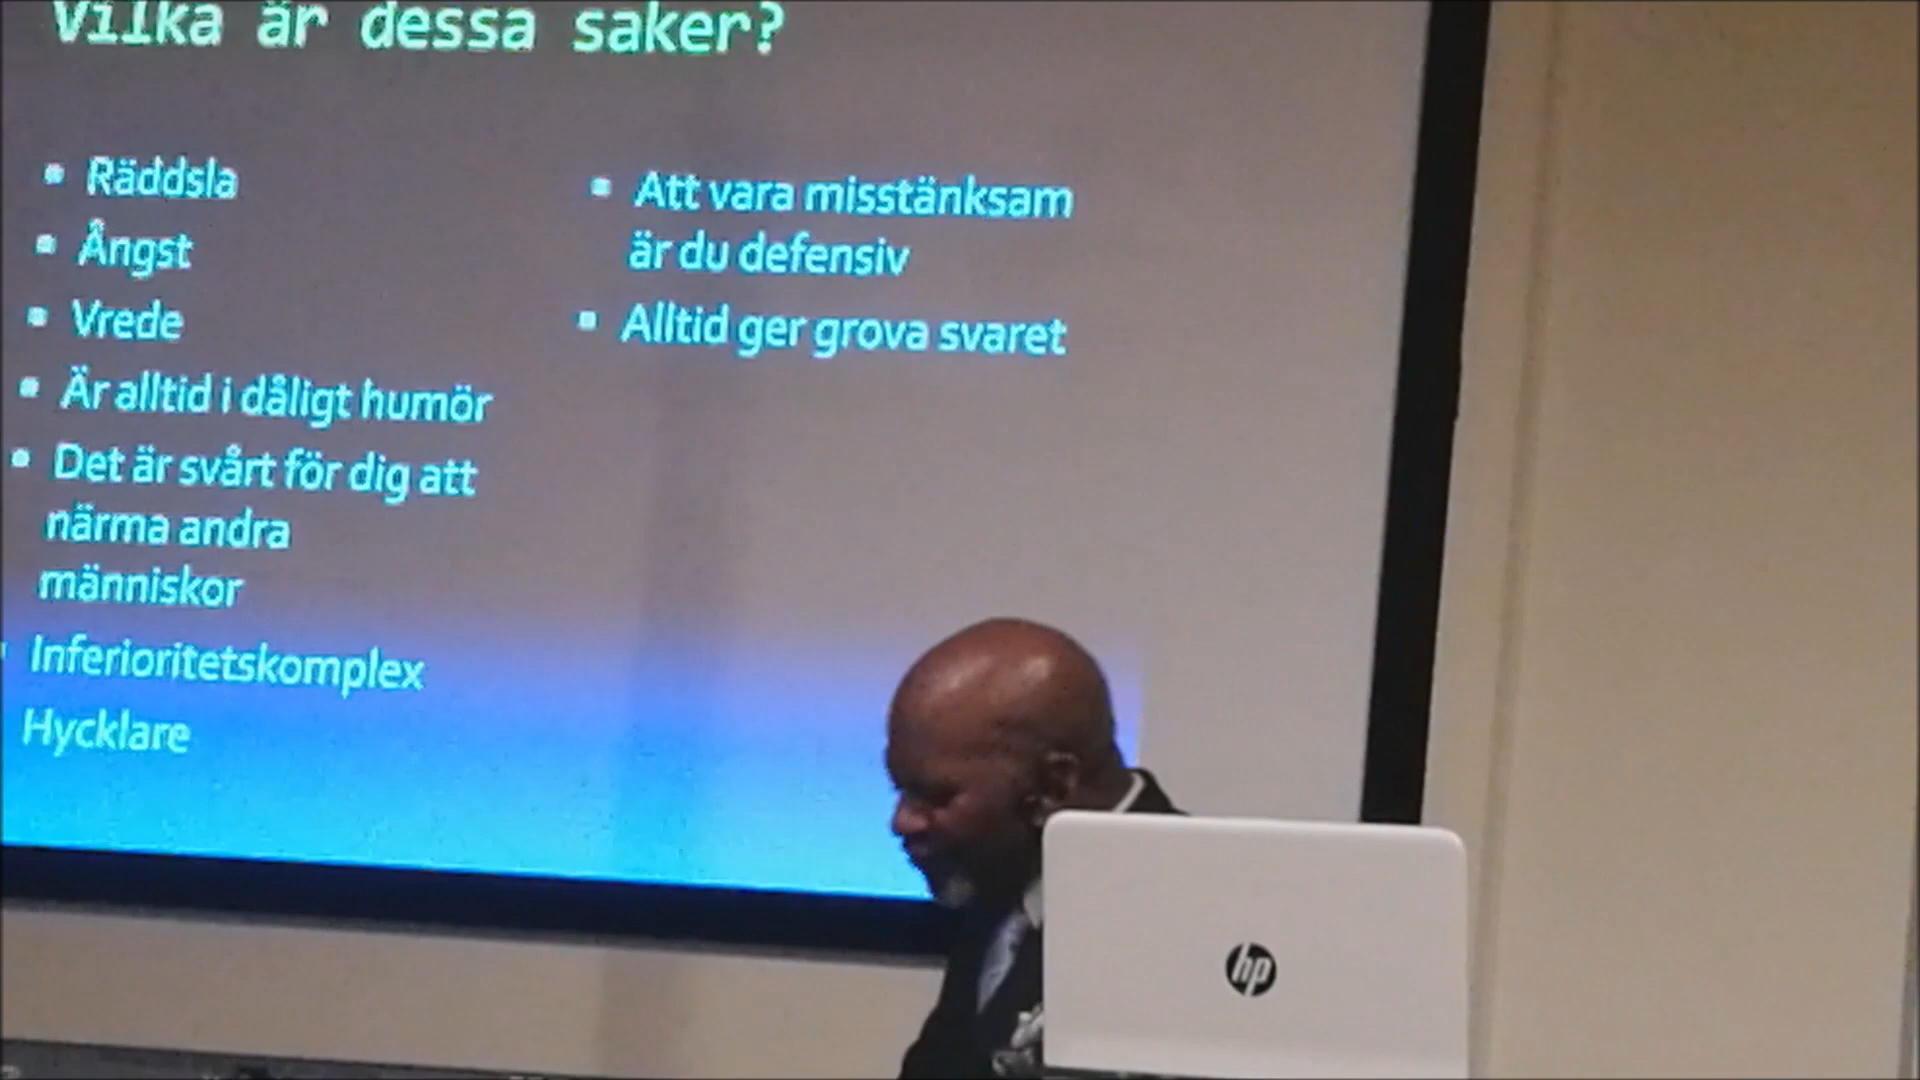 Vilka är dessa saker?
Räddsla
Ångst
Vrede
Är alltid i dåligt humör
Det är svårt för dig att
närma andra
människor
Inferioritetskomplex
Hycklare
Att vara misstänksam
är du defensiv
Alltid ger grova svaret
hp